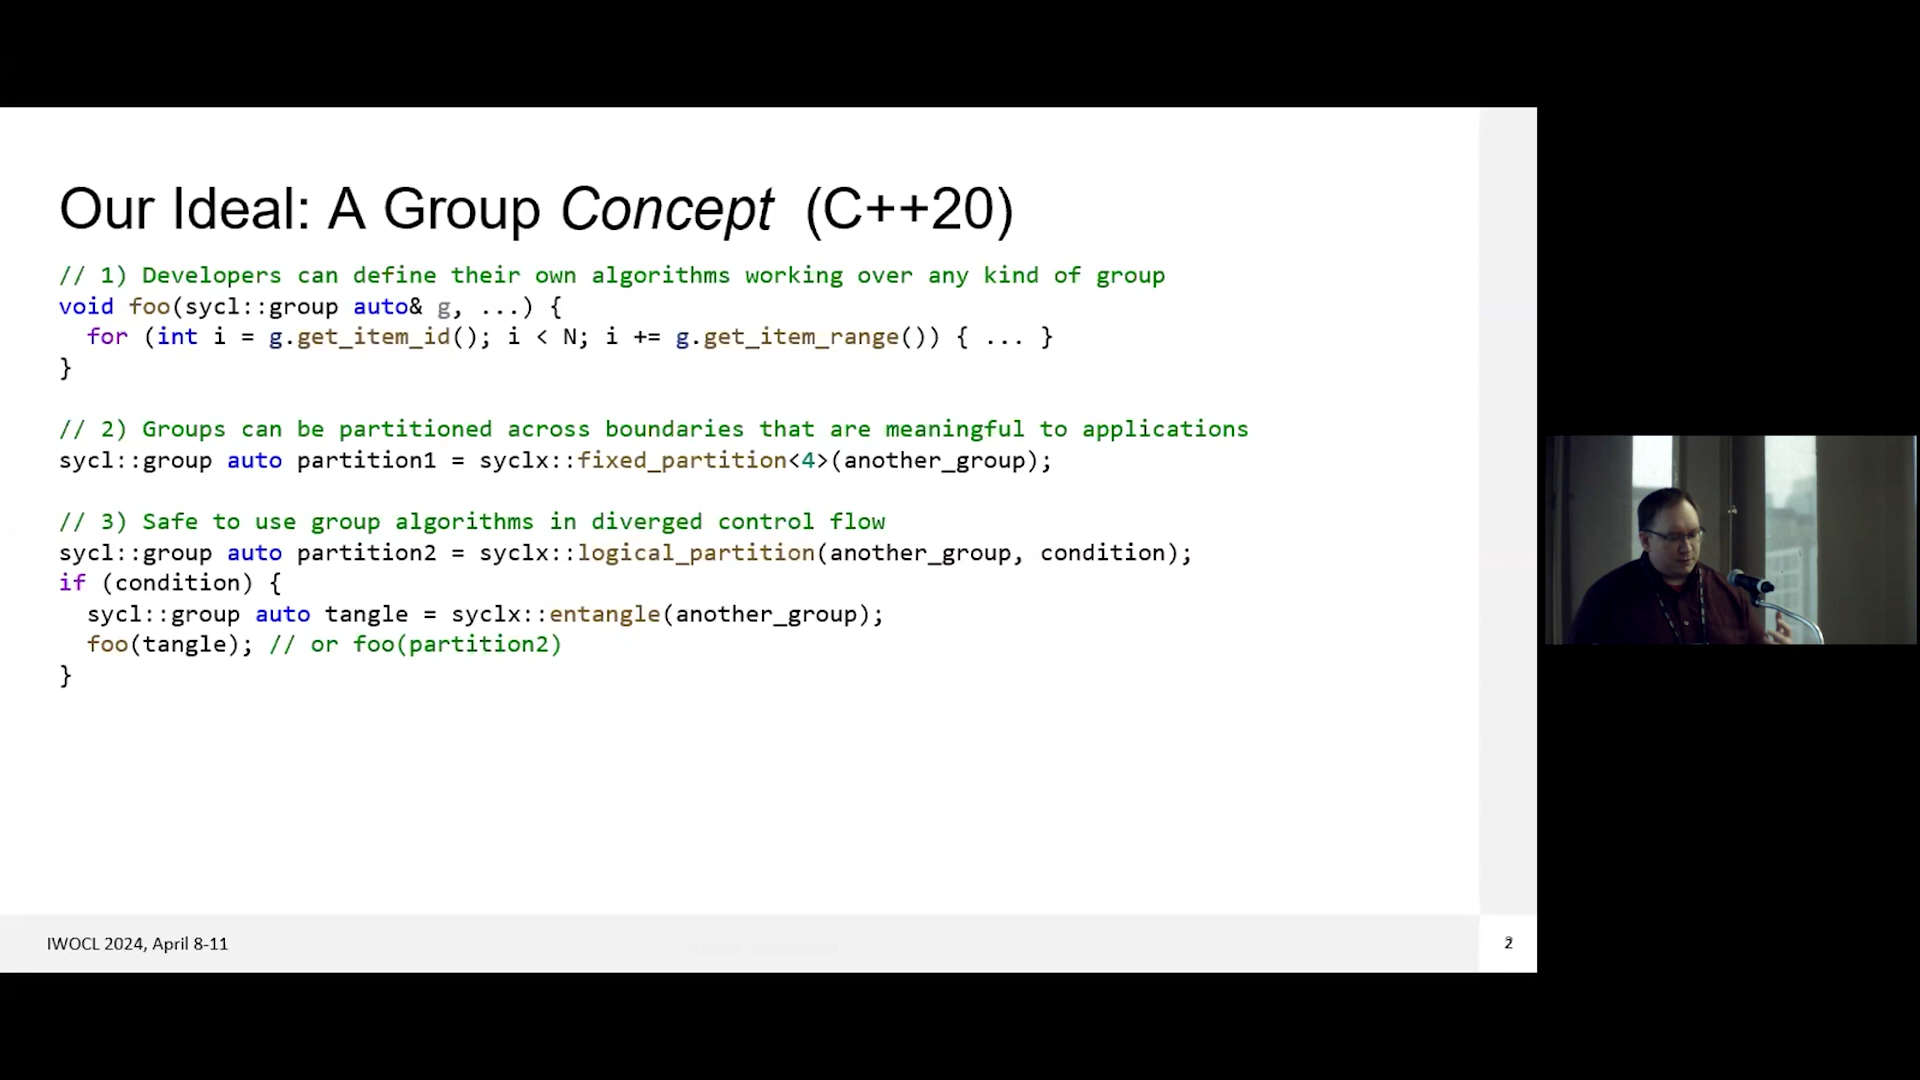 Our Ideal: A Group Concept (C++20)
// 1) Developers can define their own algorithms working over any kind of group
void foo(sycl::group auto& g, ...) {
  for (int i = g.get_item_id(); i < N; i += g.get_item_range()) { ... }
}
// 2) Groups can be partitioned across boundaries that are meaningful to applications
sycl::group auto partition1 = syclx::fixed_partition<4>(another_group);
// 3) Safe to use group algorithms in diverged control flow
sycl::group auto partition2 = syclx::logical_partition(another_group, condition);
if (condition) {
  sycl::group auto tangle = syclx::entangle(another_group);
  foo(tangle); // or foo(partition2)
}
IWOCL 2024, April 8-11
2